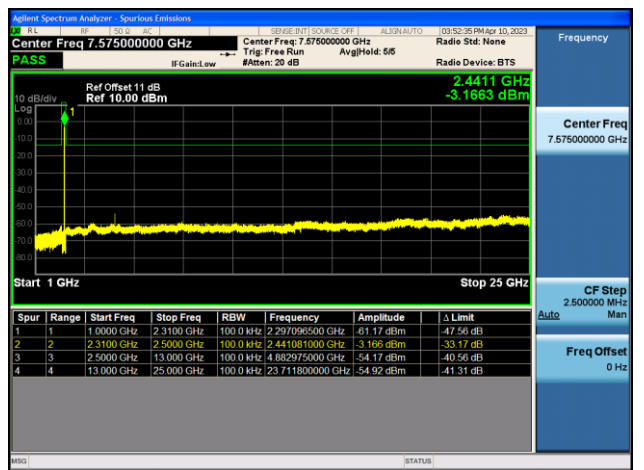 Agilent Spectrum Analyzer - Spurious Emissions
RL RF 50 Ω AC SENSE:INT SOURCE OFF ALIGN AUTO 03:52:35 PM Apr 10, 2023
Center Freq 7.575000000 GHz
Center Freq: 7.575000000 GHz
Radio Std: None
Trig: Free Run Avg|Hold: 5/5
PASS IFGain:Low #Atten: 20 dB Radio Device: BTS
Frequency
Ref Offset 11 dB
2.4411 GHz
10 dB/div Ref 10.00 dBm -3.1663 dBm
Log
1
0.00
-10.0
-20.0
-30.0
-40.0
-50.0
-60.0
-70.0
-80.0
Start 1 GHz Stop 25 GHz
Center Freq
7.575000000 GHz
CF Step
2.500000 MHz
Auto Man
Freq Offset
0 Hz
Spur Range Start Freq Stop Freq RBW Frequency Amplitude Δ Limit
1 1 1.0000 GHz 2.3100 GHz 100.0 kHz 2.297096500 GHz -61.17 dBm -47.56 dB
2 2 2.3100 GHz 2.5000 GHz 100.0 kHz 2.441081000 GHz -3.166 dBm -33.17 dB
3 3 2.5000 GHz 13.000 GHz 100.0 kHz 4.882975000 GHz -54.17 dBm -40.56 dB
4 4 13.000 GHz 25.000 GHz 100.0 kHz 23.711800000 GHz -54.92 dBm -41.31 dB
MSG STATUS